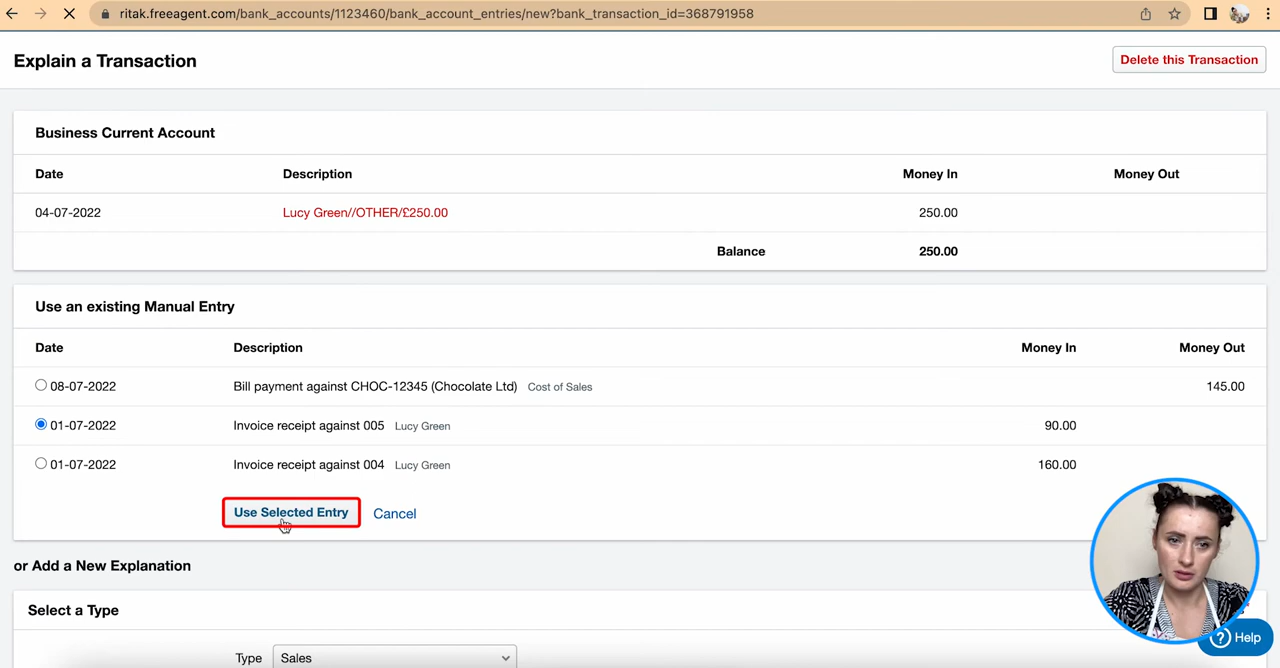 ritak.freeagent.com/bank_accounts/1123460/bank_account_entries/new?bank_transaction_id=368791958
Explain a Transaction
Delete this Transaction
Business Current Account
Date Description Money In Money Out
04-07-2022 Lucy Green//OTHER/£250.00 250.00
Balance 250.00
Use an existing Manual Entry
Date Description Money In Money Out
08-07-2022 Bill payment against CHOC-12345 (Chocolate Ltd) Cost of Sales 145.00
01-07-2022 Invoice receipt against 005 Lucy Green 90.00
01-07-2022 Invoice receipt against 004 Lucy Green 160.00
Use Selected Entry Cancel
or Add a New Explanation
Select a Type
Help
Type Sales